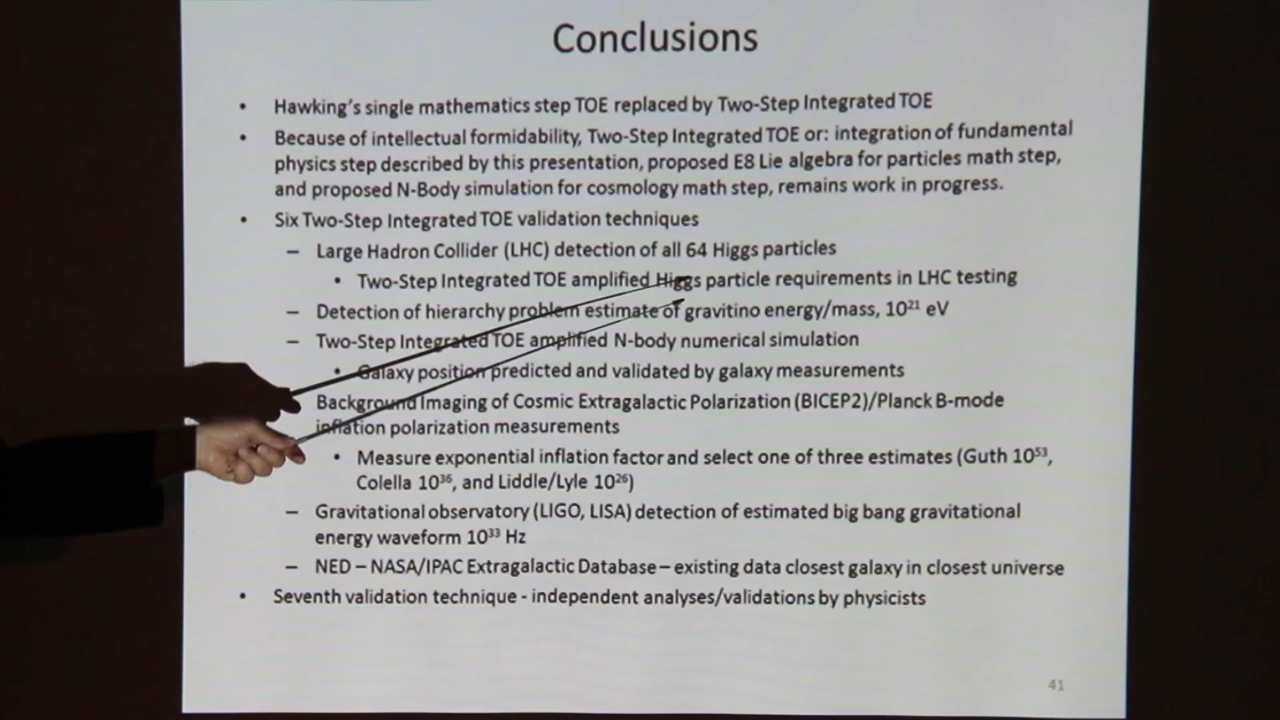 Conclusions
• Hawking's single mathematics step TOE replaced by Two-Step Integrated TOE
• Because of intellectual formidability, Two-Step Integrated TOE or: integration of fundamental
physics step described by this presentation, proposed E8 Lie algebra for particles math step,
and proposed N-Body simulation for cosmology math step, remains work in progress.
• Six Two-Step Integrated TOE validation techniques
– Large Hadron Collider (LHC) detection of all 64 Higgs particles
• Two-Step Integrated TOE amplified Higgs particle requirements in LHC testing
– Detection of hierarchy problem estimate of gravitino energy/mass, 10²¹ eV
– Two-Step Integrated TOE amplified N-body numerical simulation
• Galaxy position predicted and validated by galaxy measurements
Background Imaging of Cosmic Extragalactic Polarization (BICEP2)/Planck B-mode
inflation polarization measurements
• Measure exponential inflation factor and select one of three estimates (Guth 10⁵³,
Colella 10³⁶, and Liddle/Lyle 10²⁶)
– Gravitational observatory (LIGO, LISA) detection of estimated big bang gravitational
energy waveform 10³³ Hz
– NED – NASA/IPAC Extragalactic Database – existing data closest galaxy in closest universe
• Seventh validation technique - independent analyses/validations by physicists
41